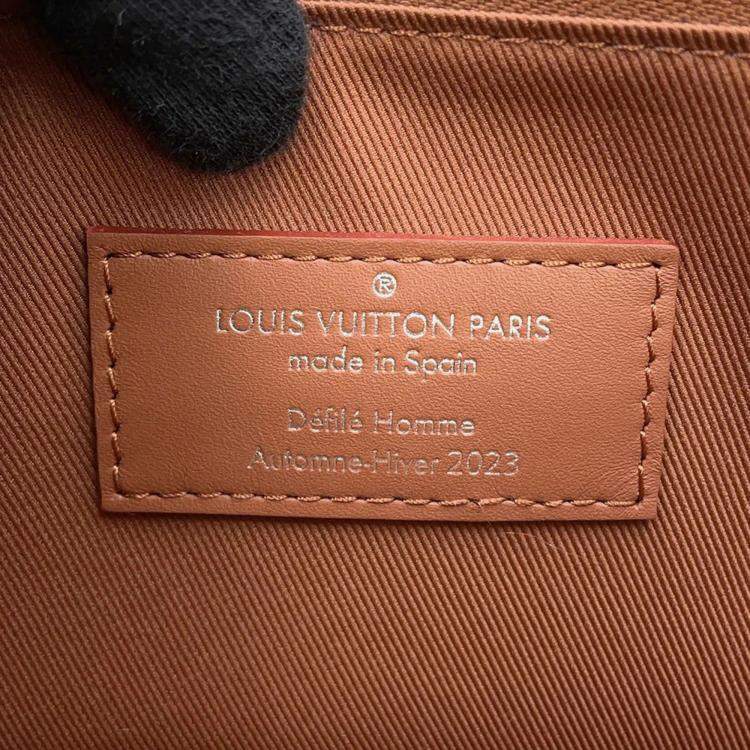 ®
LOUIS VUITTON PARIS
made in Spain
Défilé Homme
Automne-Hiver 2023